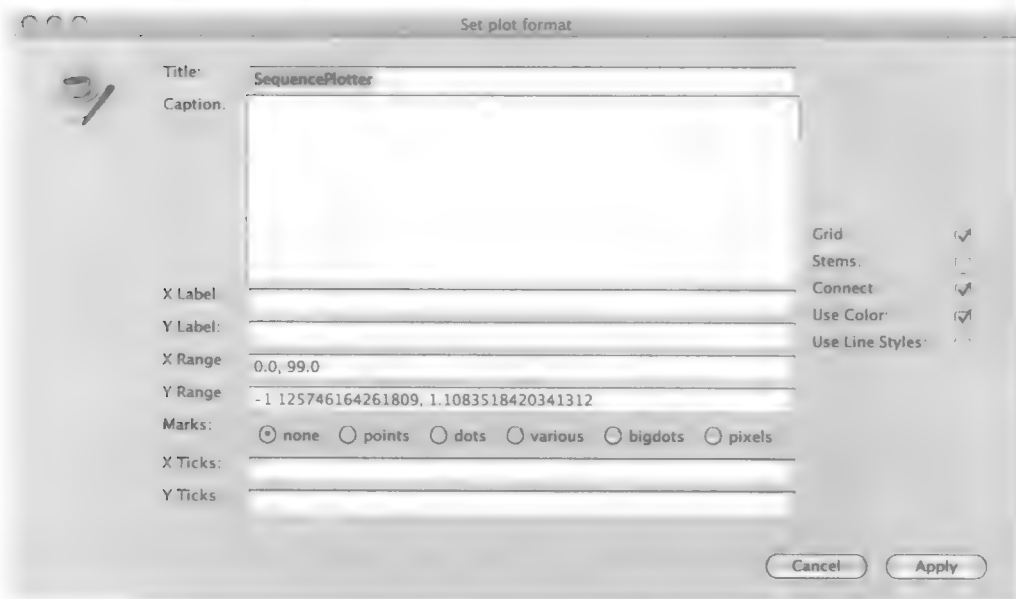 Set plot format
Title:
SequencePlotter
Caption.
X Label
Y Label:
X Range
0.0, 99.0
Y Range
-1 125746164261809, 1.1083518420341312
Marks:
none points dots various bigdots pixels
X Ticks:
Y Ticks
Grid
Stems.
Connect
Use Color:
Use Line Styles:
Cancel Apply